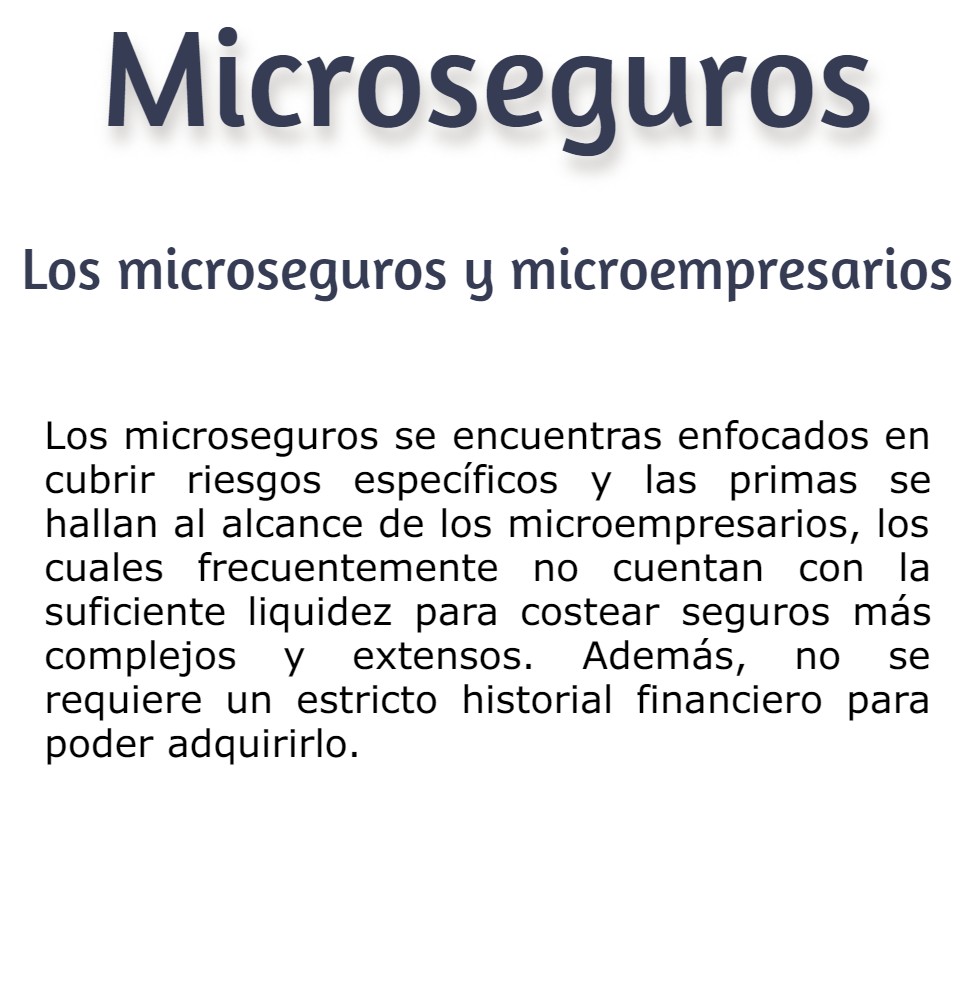 Microseguros
Los microseguros y microempresarios
Los microseguros se encuentras enfocados en
cubrir riesgos específicos y las primas se
hallan al alcance de los microempresarios, los
cuales frecuentemente no cuentan con la
suficiente liquidez para costear seguros más
complejos y extensos. Además, no se
requiere un estricto historial financiero para
poder adquirirlo.